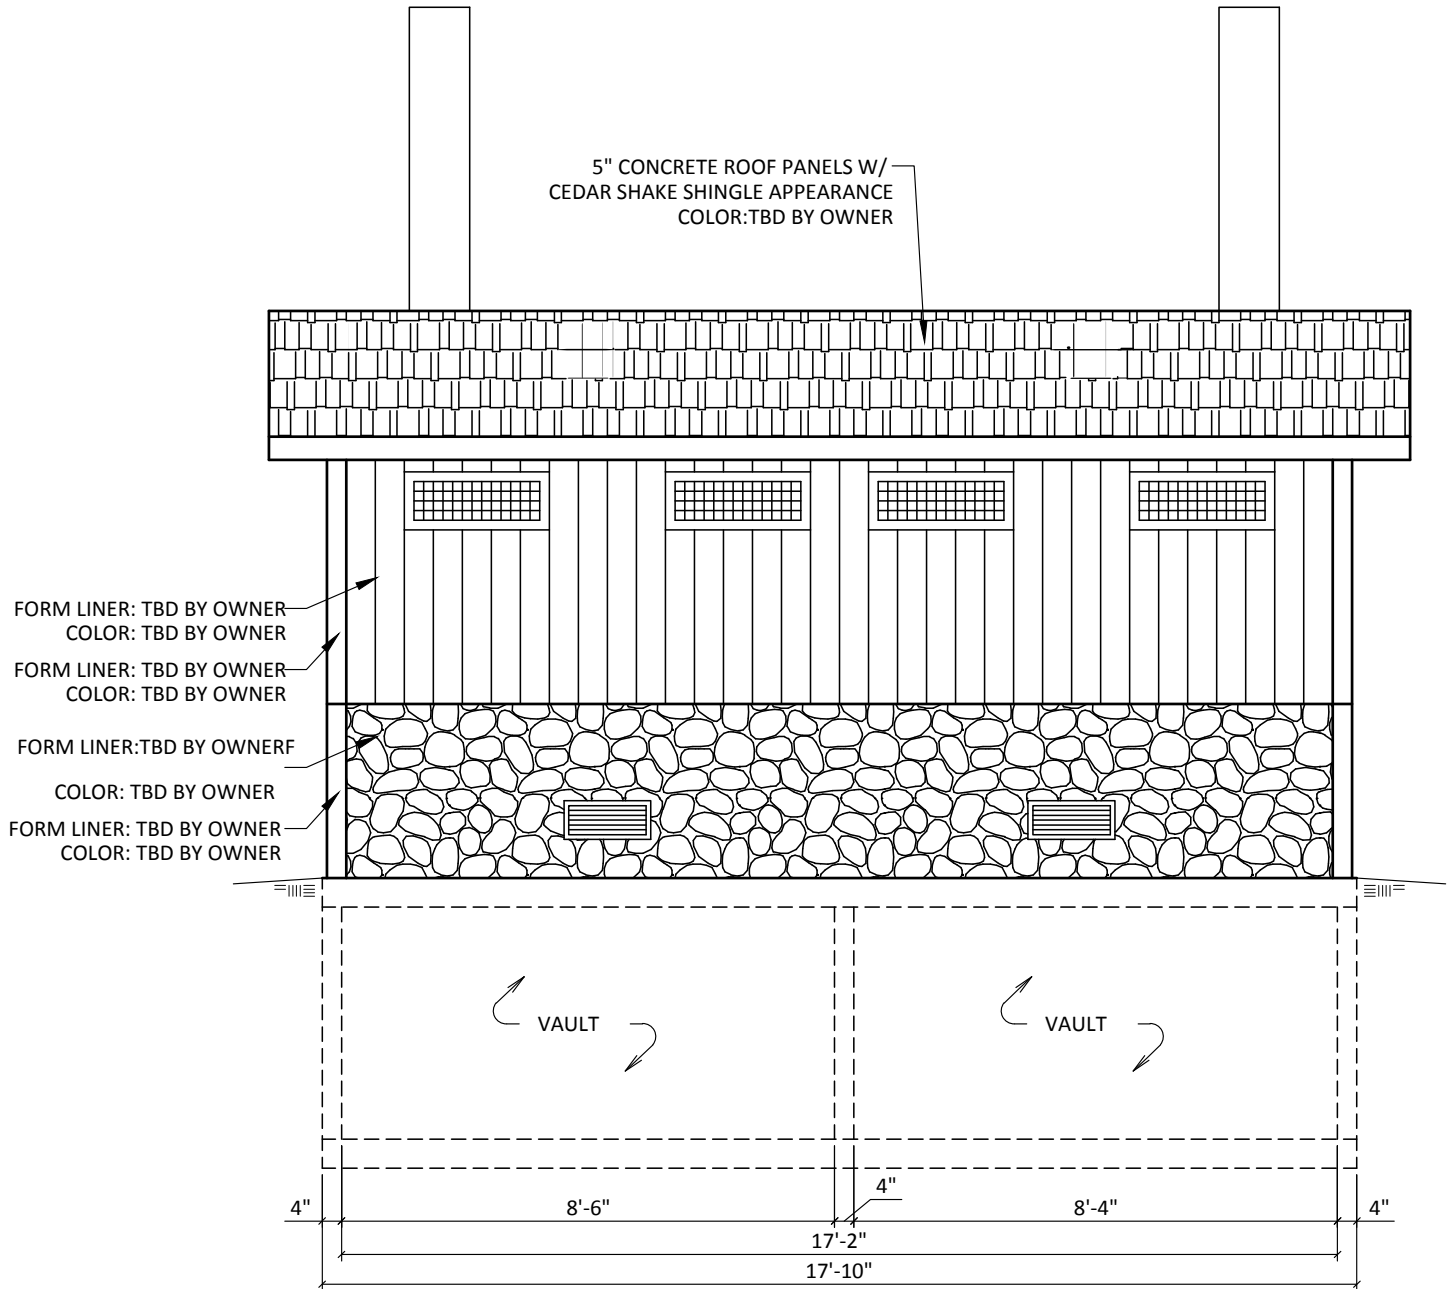 5" CONCRETE ROOF PANELS W/
CEDAR SHAKE SHINGLE APPEARANCE
COLOR:TBD BY OWNER
FORM LINER: TBD BY OWNER
COLOR: TBD BY OWNER
FORM LINER: TBD BY OWNER
COLOR: TBD BY OWNER
FORM LINER:TBD BY OWNERF
COLOR: TBD BY OWNER
FORM LINER: TBD BY OWNER
COLOR: TBD BY OWNER
VAULT
VAULT
4"
8'-6"
4"
8'-4"
4"
17'-2"
17'-10"